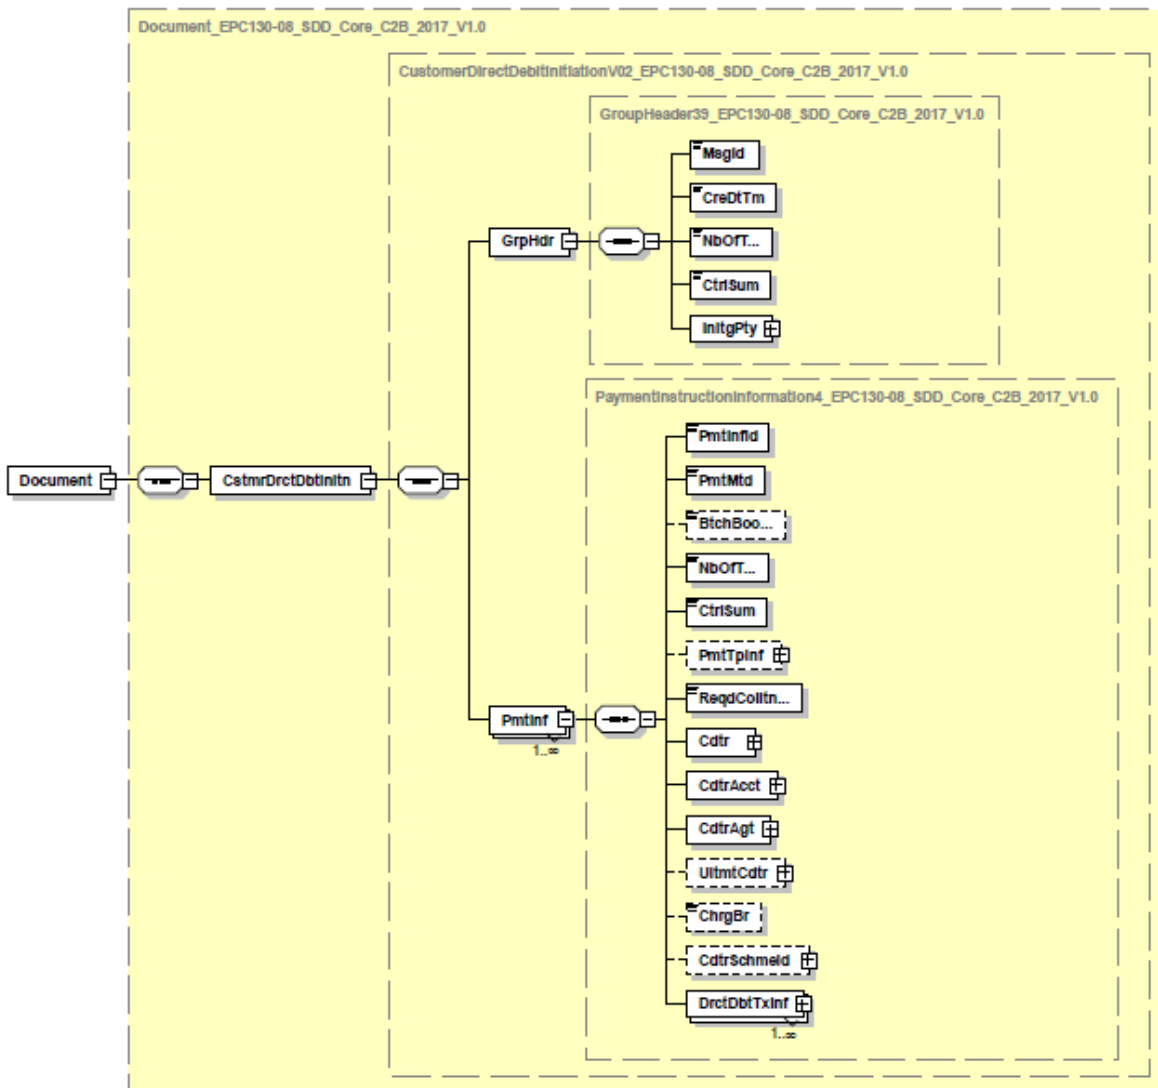 Document_EPC130-08_SDD_Core_C2B_2017_V1.0
CustomerDirectDebitInitiationV02_EPC130-08_SDD_Core_C2B_2017_V1.0
GroupHeader39_EPC130-08_SDD_Core_C2B_2017_V1.0
MsgId
CreDtTm
GrpHdr
NbOfT...
CtrlSum
InitgPty
PaymentInstructionInformation4_EPC130-08_SDD_Core_C2B_2017_V1.0
PmtInfId
Document
CstmrDrctDbtInitn
PmtMtd
BtchBoo...
NbOfT...
CtrlSum
PmtTpInf
ReqdColltn...
PmtInf
1..∞
Cdtr
CdtrAcct
CdtrAgt
UltmtCdtr
ChrgBr
CdtrSchmeId
DrctDbtTxInf
1..∞